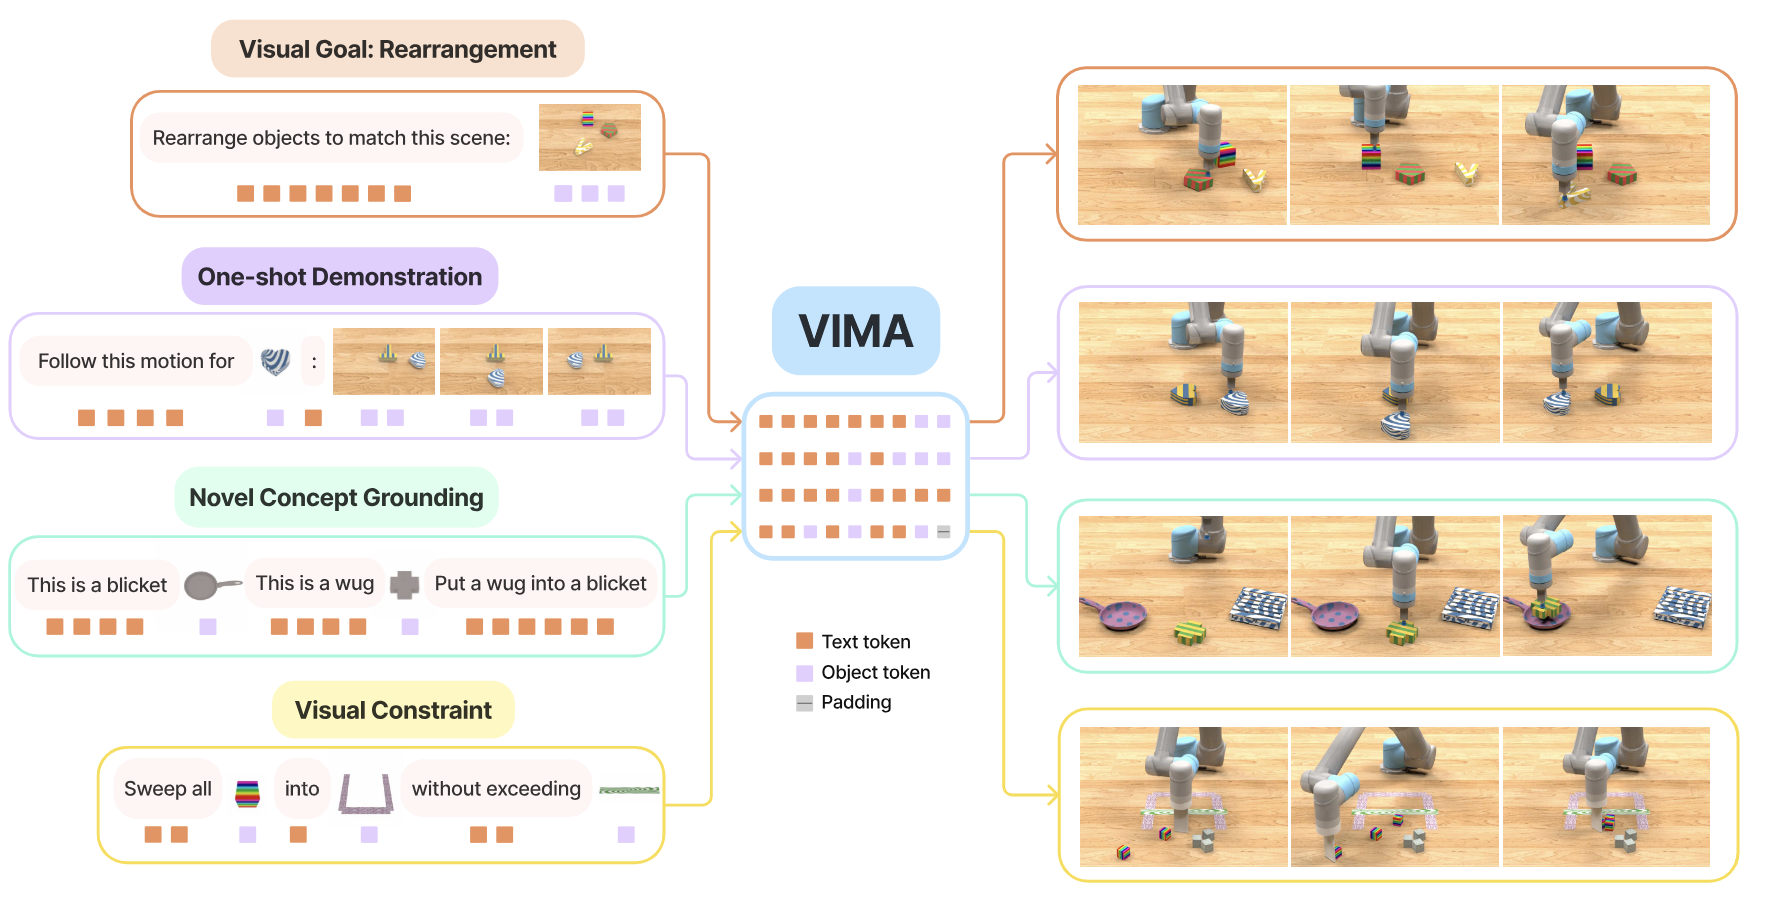 Visual Goal: Rearrangement
Rearrange objects to match this scene:
One-shot Demonstration
Follow this motion for
:
Novel Concept Grounding
This is a blicket
This is a wug
Put a wug into a blicket
Visual Constraint
Sweep all
into
without exceeding
VIMA
Text token
Object token
Padding